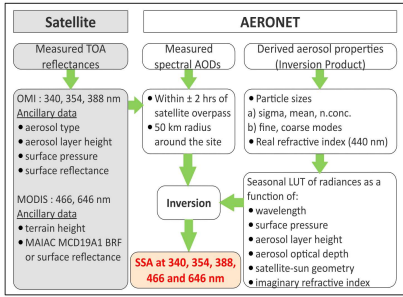 Satellite
AERONET
Measured TOA
reflectances
Measured
spectral AODs
Derived aerosol properties
(Inversion Product)
OMI : 340, 354, 388 nm
Ancillary data
• aerosol type
• aerosol layer height
• surface pressure
• surface reflectance
MODIS : 466, 646 nm
Ancillary data
• terrain height
• MAIAC MCD19A1 BRF
or surface reflectance
• Within ± 2 hrs of
satellite overpass
• 50 km radius
around the site
• Particle sizes
a) sigma, mean, n.conc.
b) fine, coarse modes
• Real refractive index (440 nm)
Inversion
Seasonal LUT of radiances as a
function of:
• wavelength
• surface pressure
• aerosol layer height
• aerosol optical depth
• satellite-sun geometry
• imaginary refractive index
SSA at 340, 354, 388,
466 and 646 nm